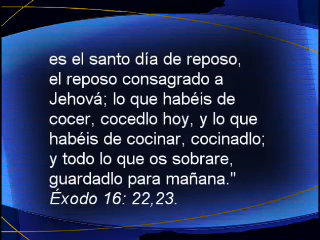 es el santo día de reposo,
el reposo consagrado a
Jehová; lo que habéis de
cocer, cocedlo hoy, y lo que
habéis de cocinar, cocinadlo;
y todo lo que os sobrare,
guardadlo para mañana."
Éxodo 16: 22,23.